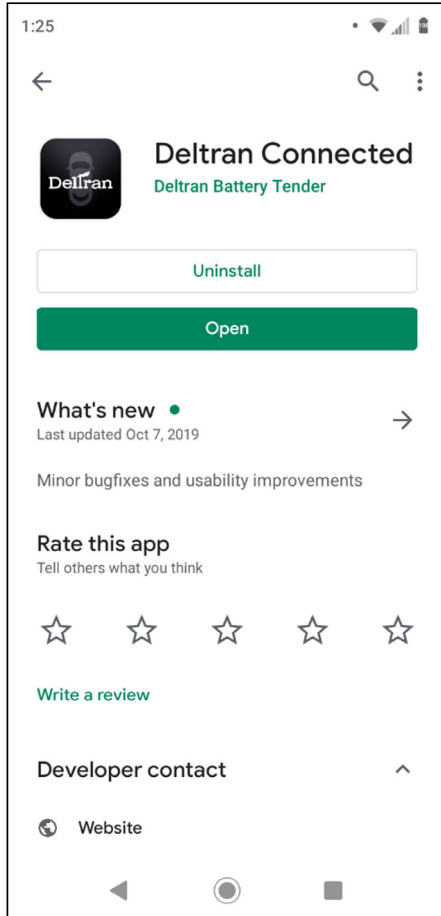 1:25
Deltran
Deltran Connected
Deltran Battery Tender
Uninstall
Open
What's new
Last updated Oct 7, 2019
Minor bugfixes and usability improvements
Rate this app
Tell others what you think
Write a review
Developer contact
Website